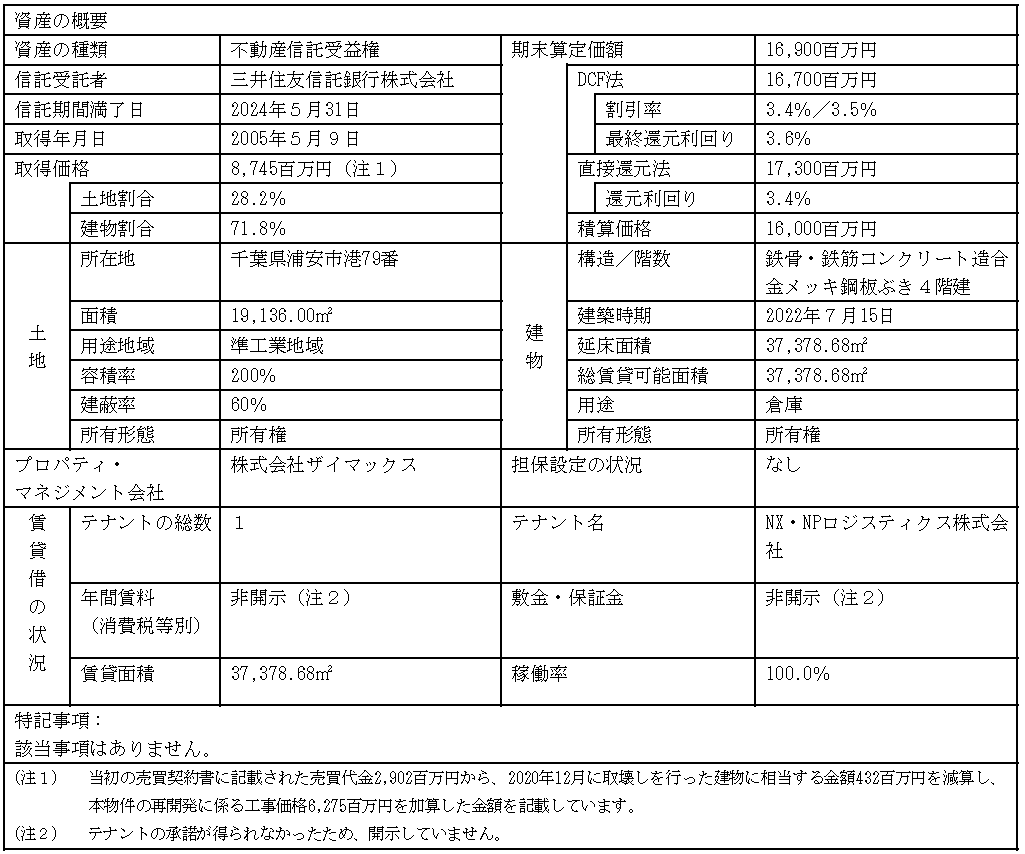 資産の概要
資産の種類 不動産信託受益権 期末算定価額 16,900百万円
信託受託者 三井住友信託銀行株式会社 DCF法 16,700百万円
信託期間満了日 2024年５月31日 割引率 3.4%／3.5%
取得年月日 2005年５月９日 最終還元利回り 3.6%
取得価格 8,745百万円（注１） 直接還元法 17,300百万円
土地割合 28.2% 還元利回り 3.4%
建物割合 71.8% 積算価格 16,000百万円
土地 所在地 千葉県浦安市港79番 建物 構造／階数 鉄骨・鉄筋コンクリート造合
金メッキ鋼板ぶき４階建
面積 19,136.00㎡ 建築時期 2022年７月15日
用途地域 準工業地域 延床面積 37,378.68㎡
容積率 200% 総賃貸可能面積 37,378.68㎡
建蔽率 60% 用途 倉庫
所有形態 所有権 所有形態 所有権
プロパティ・ 株式会社ザイマックス 担保設定の状況 なし
マネジメント会社
賃貸借の状況 テナントの総数 １ テナント名 NX・NPロジスティクス株式会
社
年間賃料 非開示（注２） 敷金・保証金 非開示（注２）
（消費税等別）
賃貸面積 37,378.68㎡ 稼働率 100.0%
特記事項：
該当事項はありません。
(注１) 当初の売買契約書に記載された売買代金2,902百万円から、2020年12月に取壊しを行った建物に相当する金額432百万円を減算し、
本物件の再開発に係る工事価格6,275百万円を加算した金額を記載しています。
(注２) テナントの承諾が得られなかったため、開示していません。